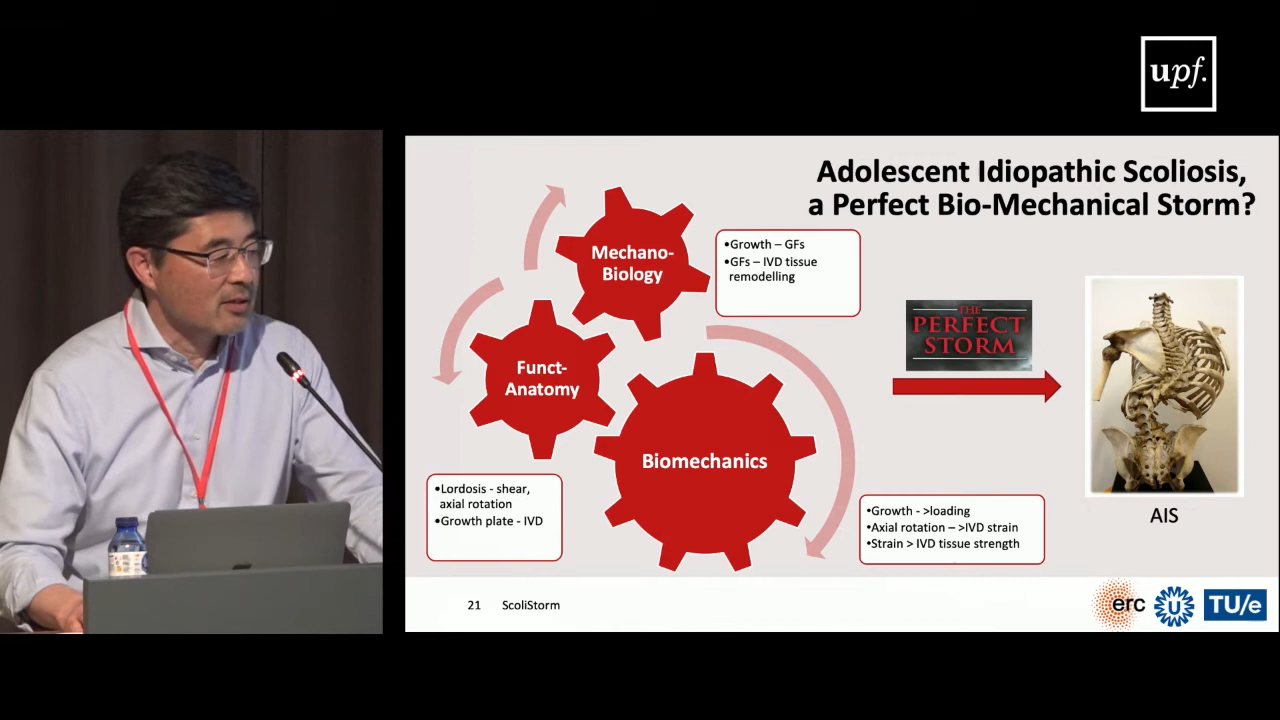 upf.
Adolescent Idiopathic Scoliosis,
a Perfect Bio-Mechanical Storm?
Mechano-
Biology
•Growth – GFs
•GFs – IVD tissue
remodelling
THE
PERFECT
STORM
Funct-
Anatomy
Biomechanics
•Lordosis - shear,
axial rotation
•Growth plate - IVD
•Growth - >loading
•Axial rotation – >IVD strain
•Strain > IVD tissue strength
AIS
21 ScoliStorm
erc
U
TU/e